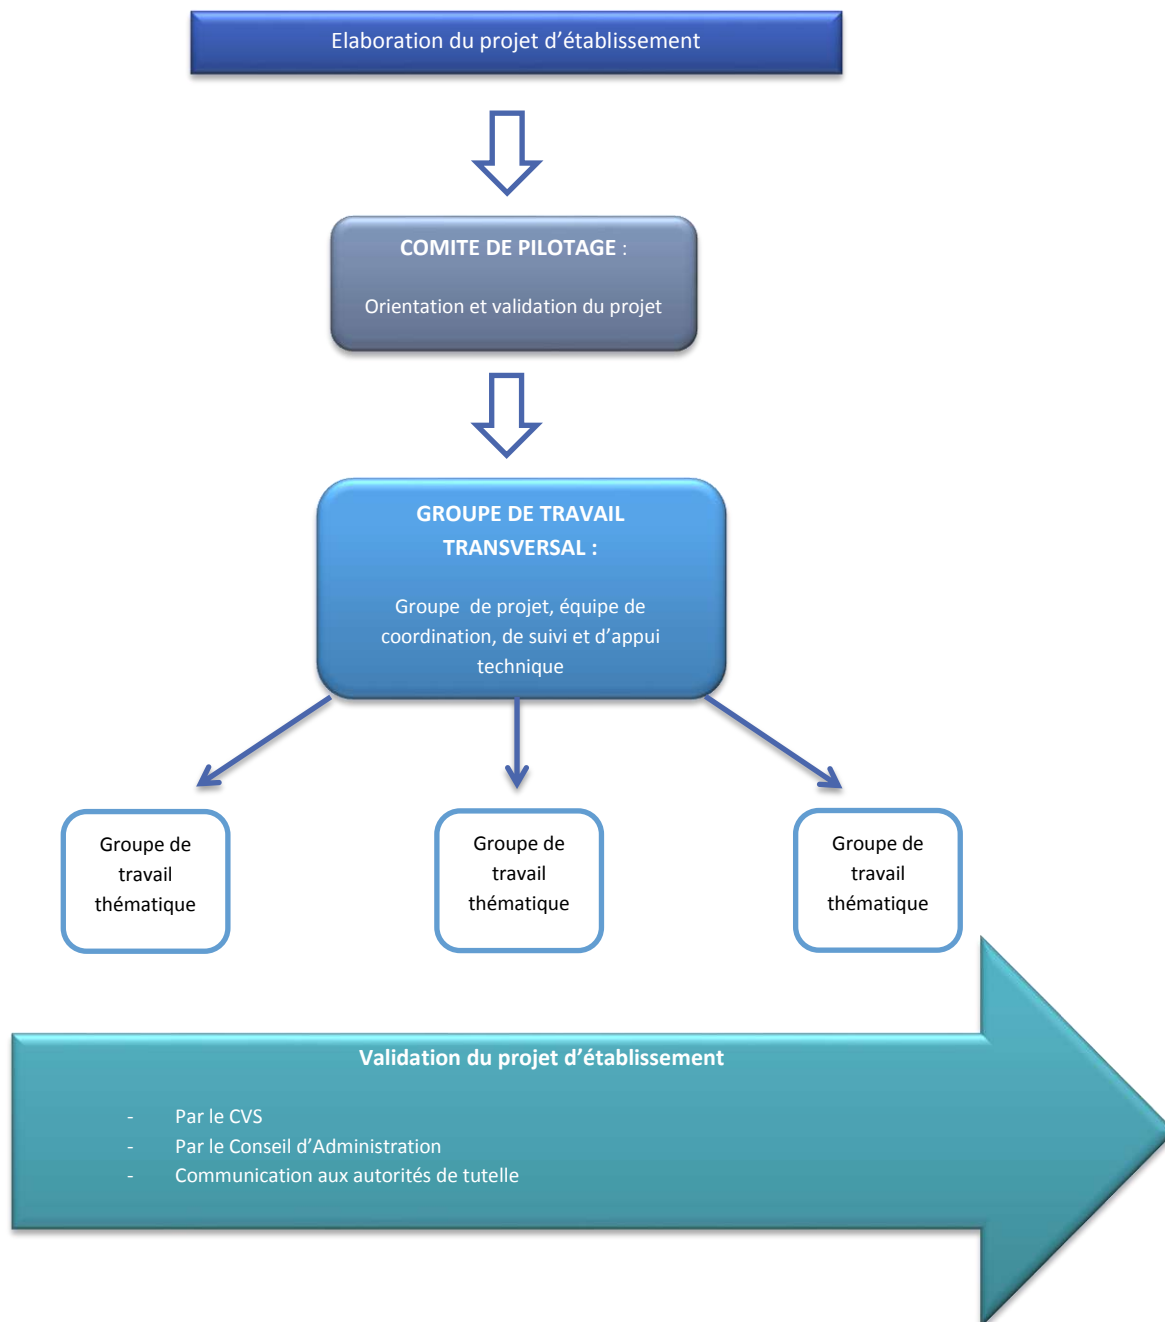 Elaboration du projet d’établissement
COMITE DE PILOTAGE :
Orientation et validation du projet
GROUPE DE TRAVAIL
TRANSVERSAL :
Groupe de projet, équipe de
coordination, de suivi et d’appui
technique
Groupe de
travail
thématique
Groupe de
travail
thématique
Groupe de
travail
thématique
Validation du projet d’établissement
- Par le CVS
- Par le Conseil d’Administration
- Communication aux autorités de tutelle